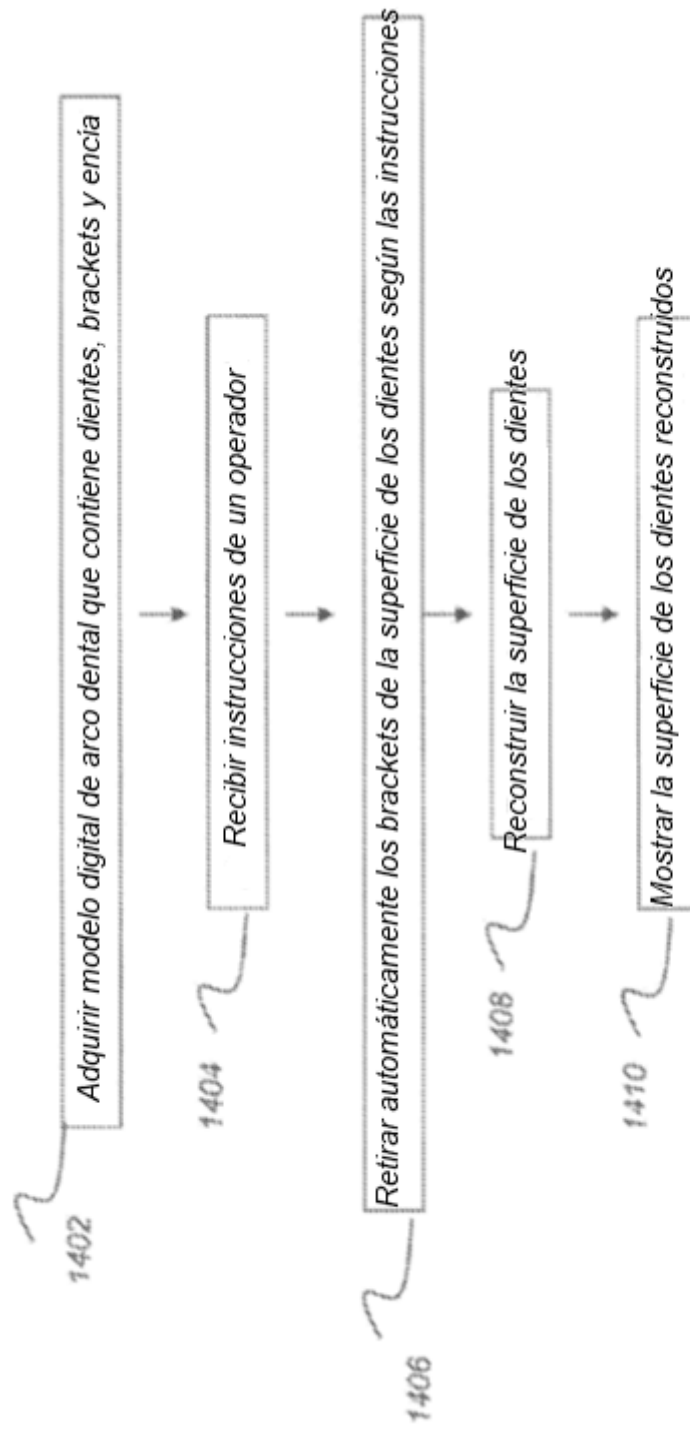 Adquirir modelo digital de arco dental que contiene dientes, brackets y encia
1402
Recibir instrucciones de un operador
1404
Retirar automáticamente los brackets de la superficie de los dientes según las instrucciones
1406
Reconstruir la superficie de los dientes
1408
Mostrar la superficie de los dientes reconstruidos
1410